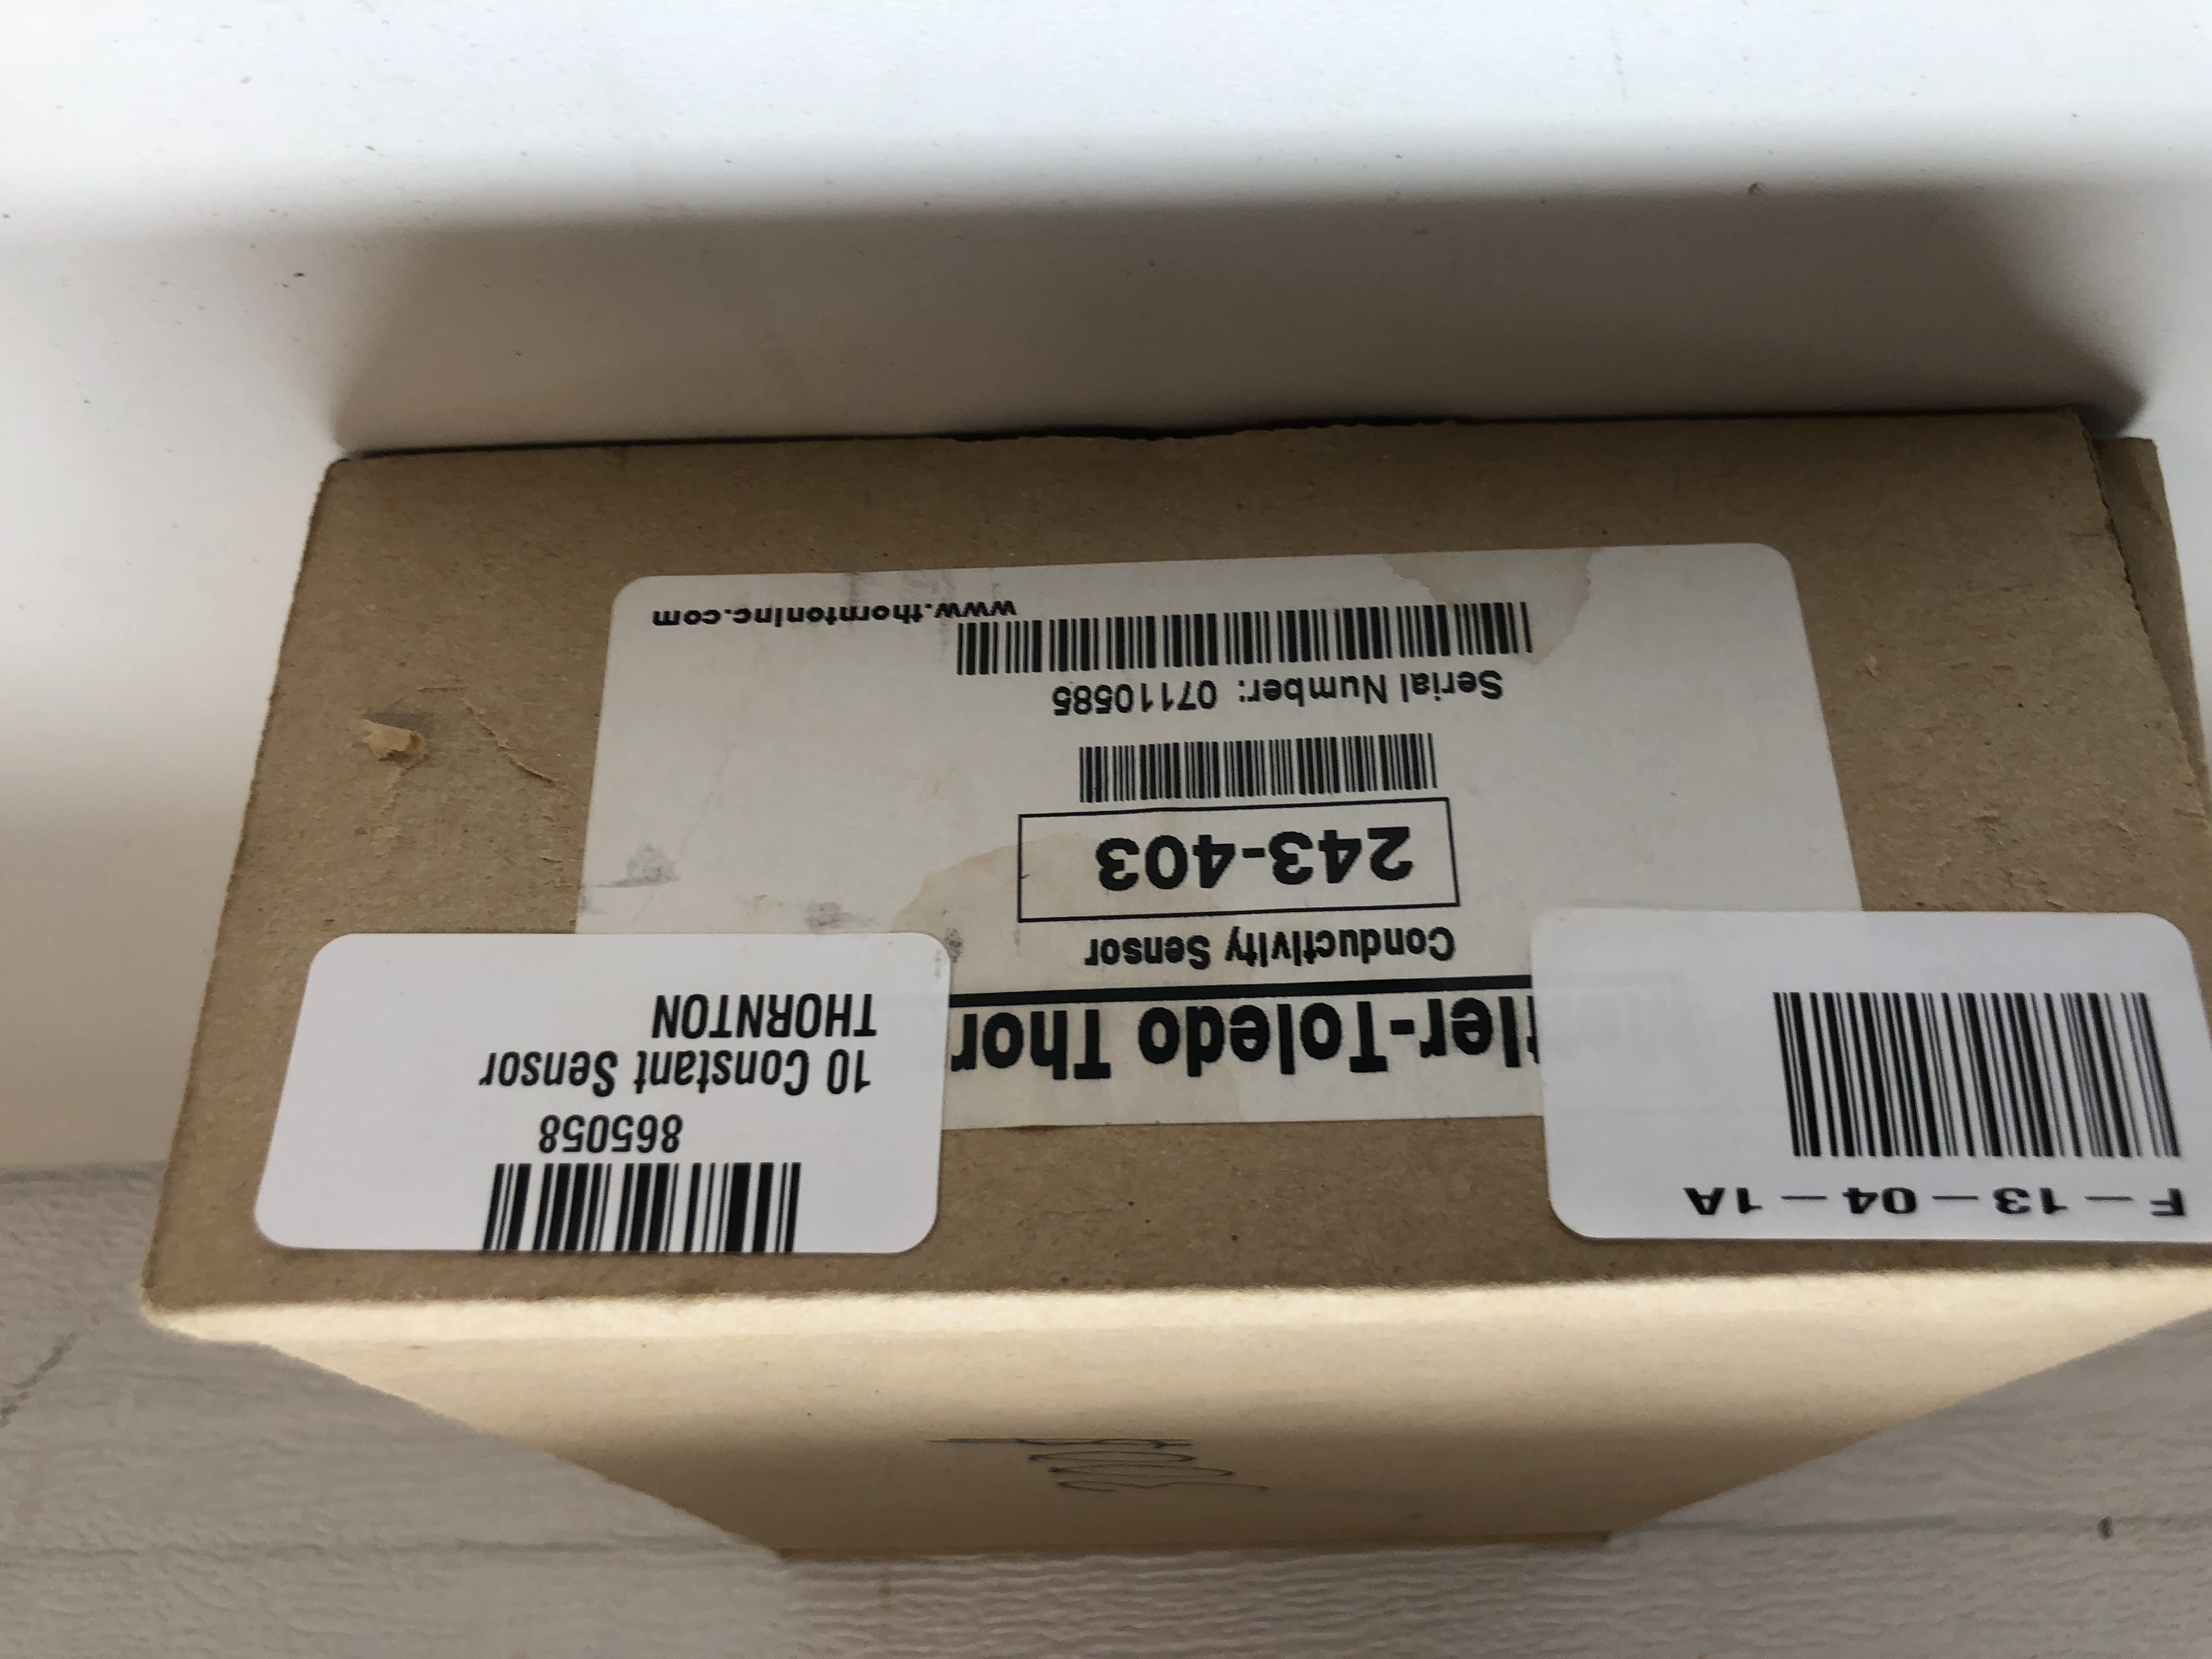 F-13-04-1A
865058
10 Constant Sensor
THORNTON
tler-Toledo Thor
Conductivity Sensor
243-403
Serial Number: 07110585
www.thorntoninc.com